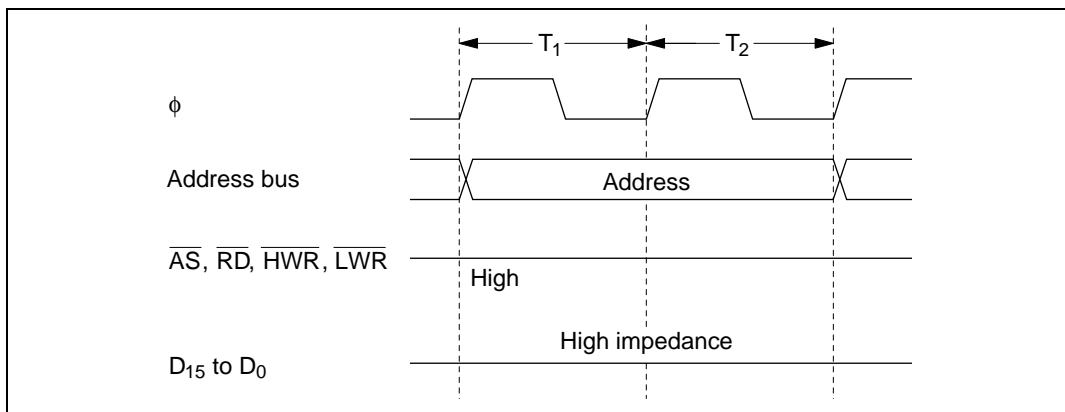 T1 T2
φ
Address bus Address
AS, RD, HWR, LWR
High
High impedance
D15 to D0